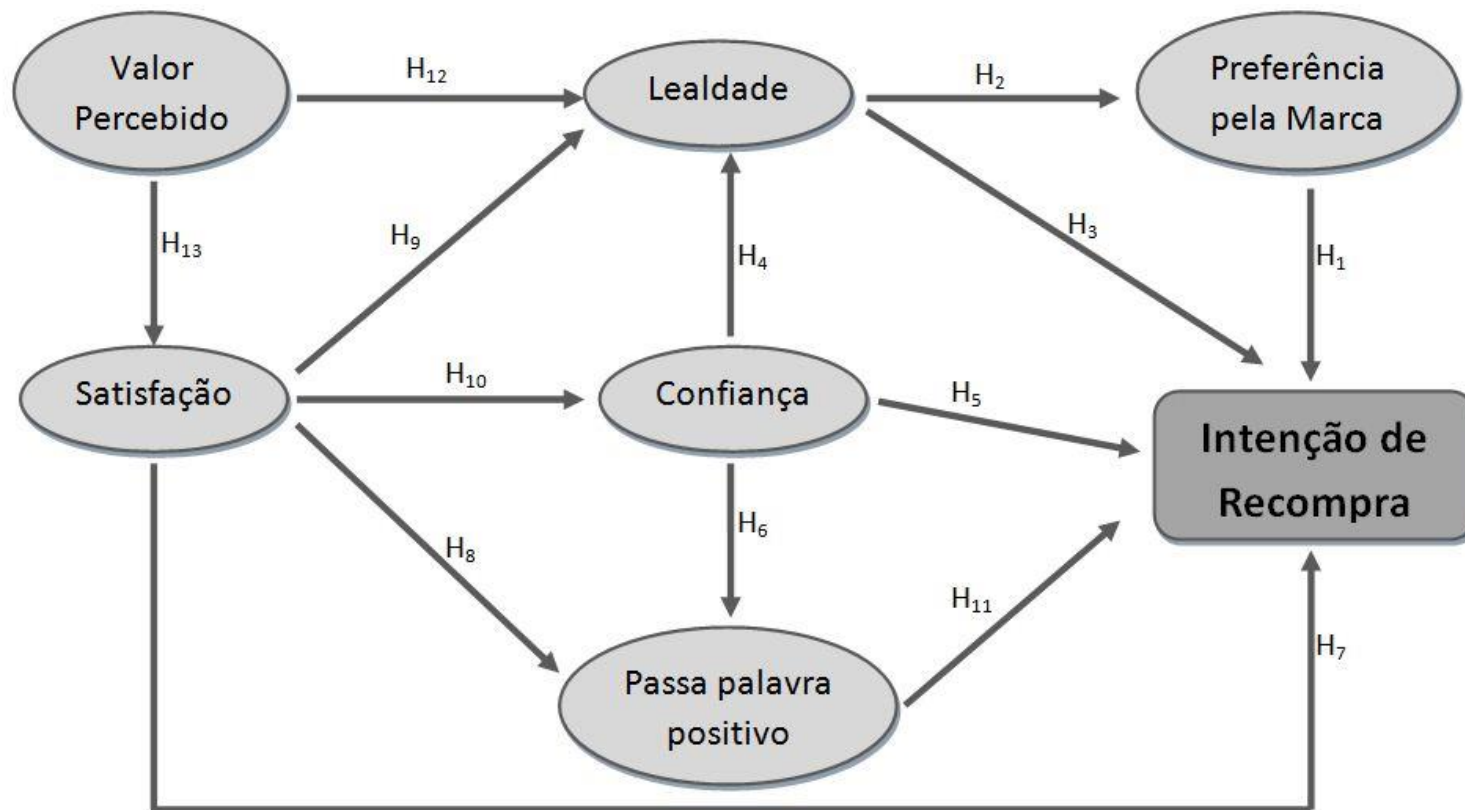 Valor
Percebido
H₁₂
Lealdade
H₂
Preferência
pela Marca
H₁₃
H₉
H₄
H₃
H₁
Satisfação
H₁₀
Confiança
H₅
Intenção de
Recompra
H₈
H₆
H₁₁
H₇
Passa palavra
positivo